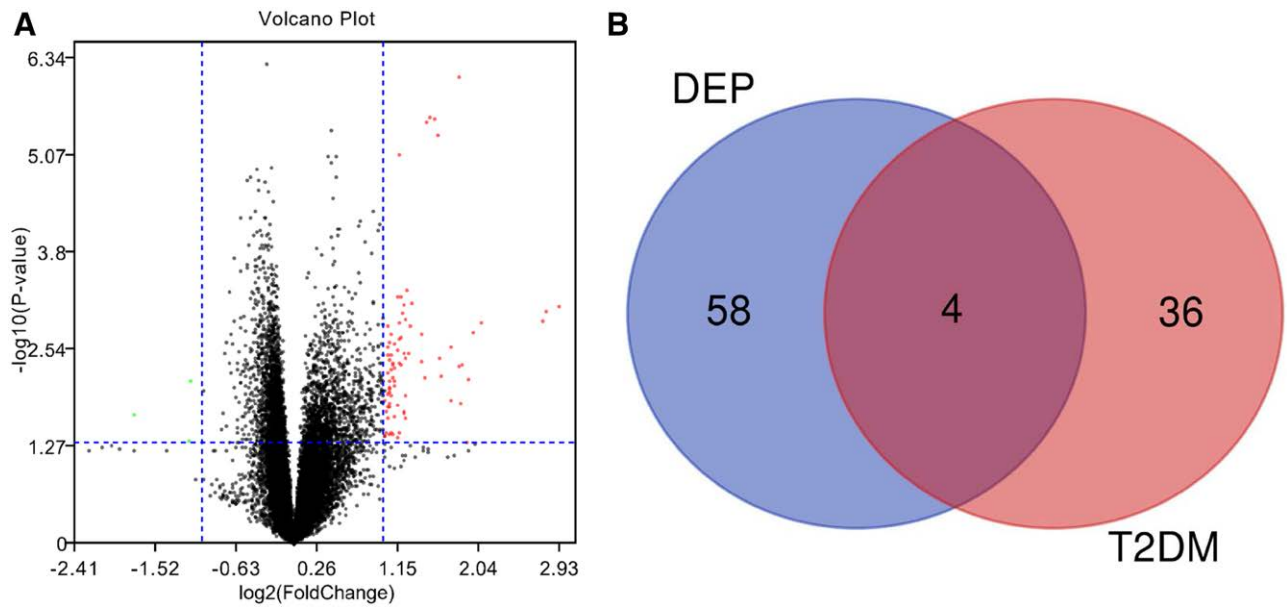 A
Volcano Plot
6.34
5.07
3.8
2.54
1.27
0
-log10(P-value)
-2.41 -1.52 -0.63 0.26 1.15 2.04 2.93
log2(FoldChange)
B
DEP
58 4 36
T2DM